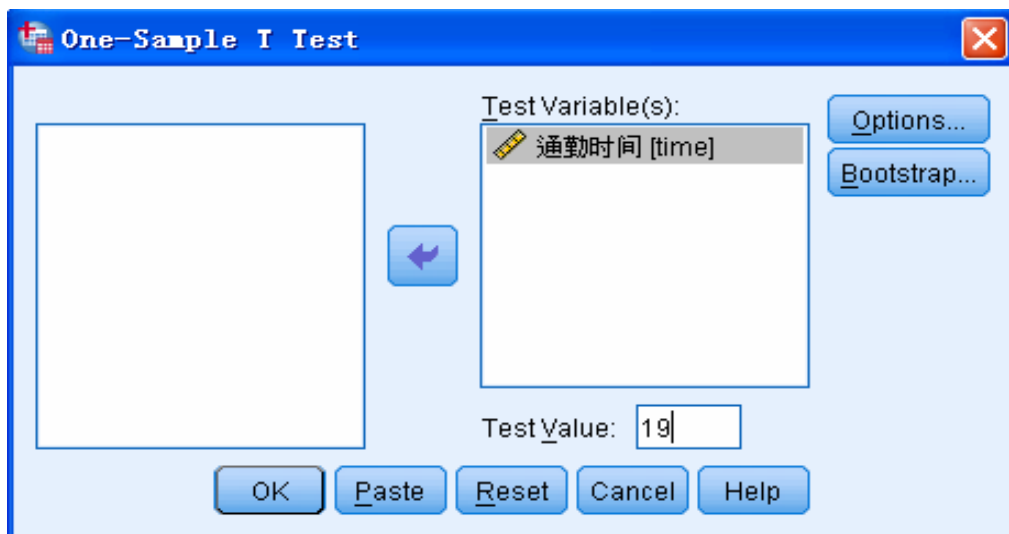 One-Sample T Test
Test Variable(s):
通勤时间 [time]
Options...
Bootstrap...
Test Value: 19
OK Paste Reset Cancel Help